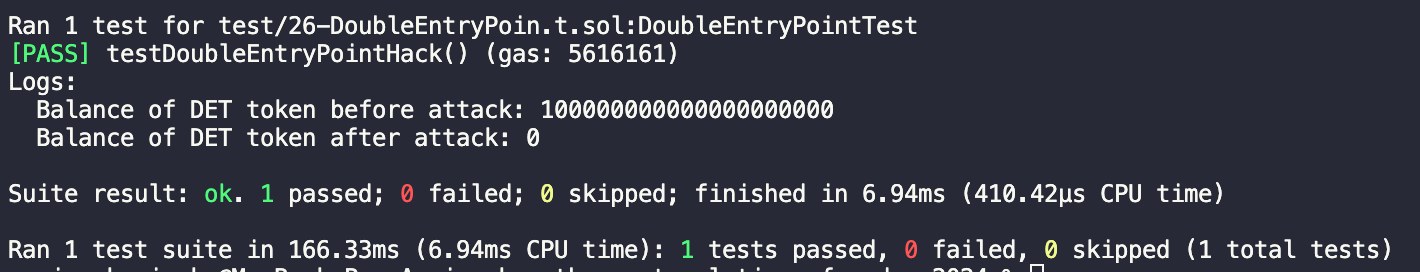 Ran 1 test for test/26-DoubleEntryPoin.t.sol:DoubleEntryPointTest
[PASS] testDoubleEntryPointHack() (gas: 5616161)
Logs:
Balance of DET token before attack: 100000000000000000000
Balance of DET token after attack: 0
Suite result: ok. 1 passed; 0 failed; 0 skipped; finished in 6.94ms (410.42µs CPU time)
Ran 1 test suite in 166.33ms (6.94ms CPU time): 1 tests passed, 0 failed, 0 skipped (1 total tests)